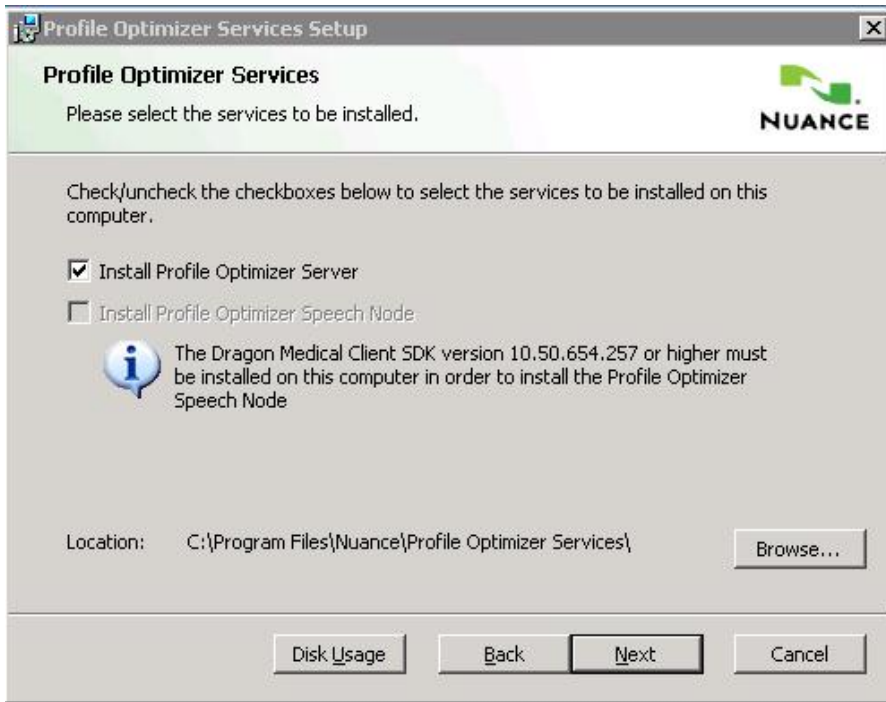 Profile Optimizer Services Setup
Profile Optimizer Services
Please select the services to be installed.
NUANCE
Check/uncheck the checkboxes below to select the services to be installed on this
computer.
Install Profile Optimizer Server
Install Profile Optimizer Speech Node
The Dragon Medical Client SDK version 10.50.654.257 or higher must
be installed on this computer in order to install the Profile Optimizer
Speech Node
Location: C:\Program Files\Nuance\Profile Optimizer Services\
Browse...
Disk Usage Back Next Cancel